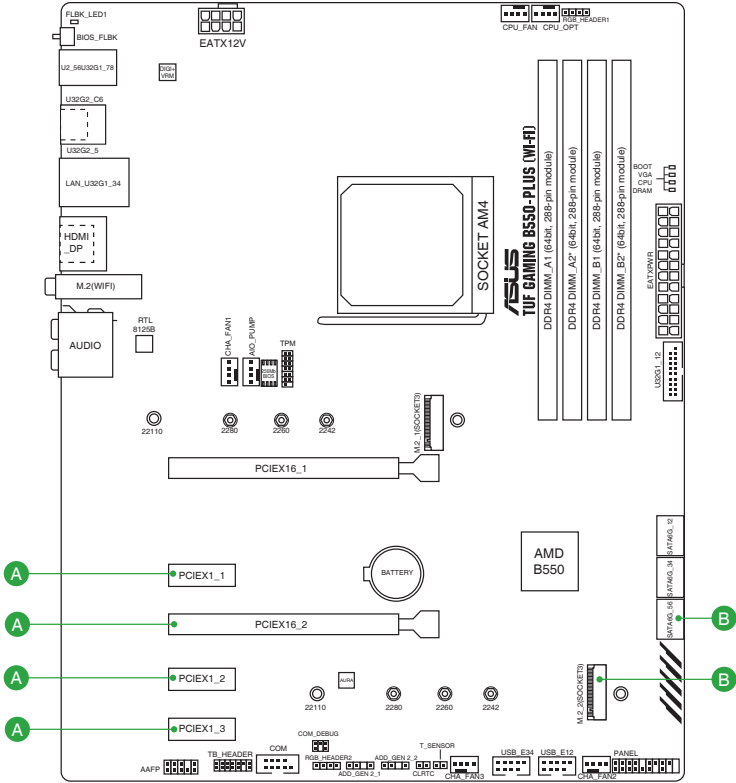 FLBK_LED1
BIOS_FLBK
EATX12V
CPU_FAN
CPU_OPT
RGB_HEADER1
U2_56U32G1_78
DIGI+
VRM
U32G2_C6
U32G2_5
LAN_U32G1_34
HDMI
_DP
M.2(WIFI)
AUDIO
RTL
8125B
SOCKET AM4
ASUS
TUF GAMING B550-PLUS (WI-FI)
DDR4 DIMM_A1 (64bit, 288-pin module)
DDR4 DIMM_A2* (64bit, 288-pin module)
DDR4 DIMM_B1 (64bit, 288-pin module)
DDR4 DIMM_B2* (64bit, 288-pin module)
BOOT
VGA
CPU
DRAM
EATXPWR
U32G1_12
CHA_FAN1
AIO_PUMP
256Mb
BIOS
TPM
22110
2280
2260
2242
M.2_1(SOCKET3)
PCIEX16_1
AMD
B550
BATTERY
SATA6G_12
SATA6G_34
SATA6G_56
A
PCIEX1_1
A
PCIEX16_2
B
A
PCIEX1_2
B
AURA
22110
2280
2260
2242
M.2_2(SOCKET3)
A
PCIEX1_3
AAFP
TB_HEADER
COM
COM_DEBUG
RGB_HEADER2
ADD_GEN 2_1
ADD_GEN 2_2
CLRTC
T_SENSOR
CHA_FAN3
USB_E34
USB_E12
CHA_FAN2
PANEL